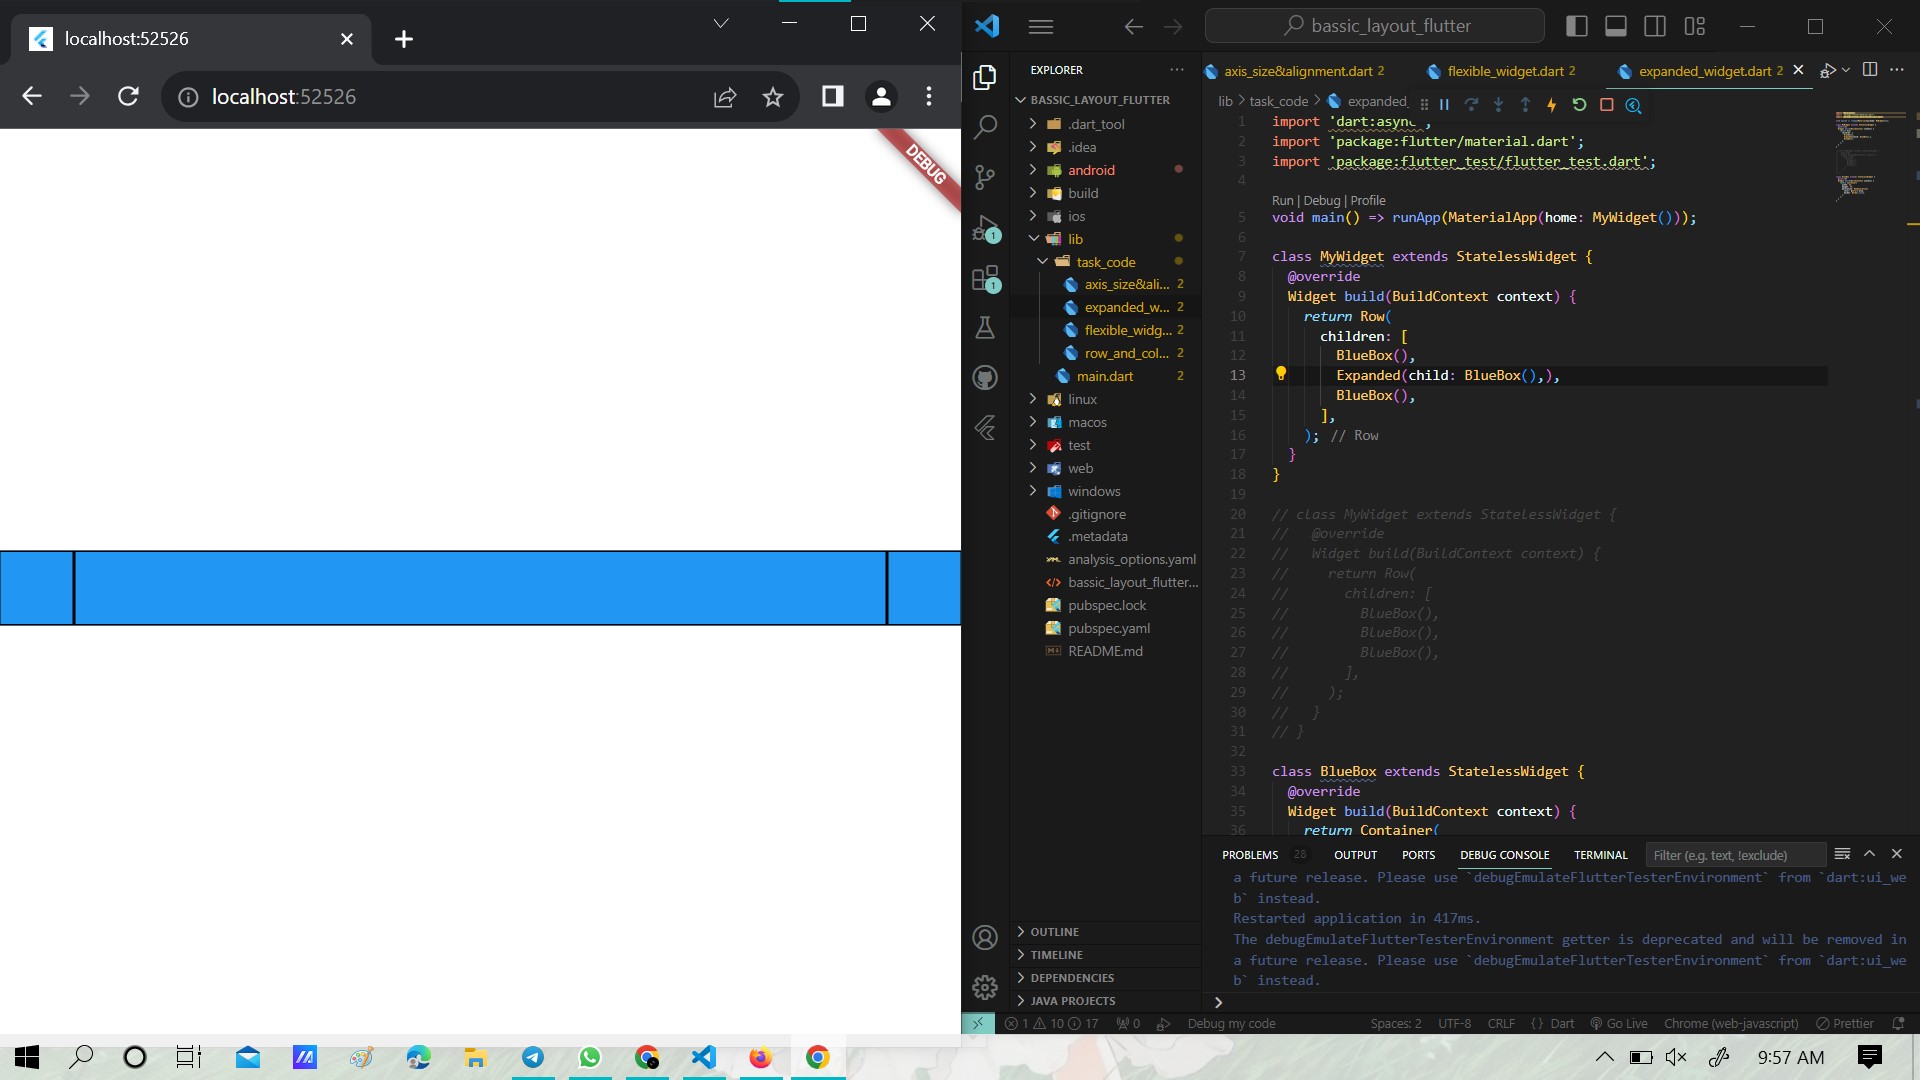 localhost:52526
localhost:52526
DEBUG
bassic_layout_flutter
EXPLORER
BASSIC_LAYOUT_FLUTTER
.dart_tool
.idea
android
build
ios
lib
task_code
axis_size&ali... 2
expanded_w... 2
flexible_widg... 2
row_and_col... 2
main.dart 2
linux
macos
test
web
windows
.gitignore
.metadata
analysis_options.yaml
bassic_layout_flutter...
pubspec.lock
pubspec.yaml
README.md
OUTLINE
TIMELINE
DEPENDENCIES
JAVA PROJECTS
1
1
axis_size&alignment.dart 2
flexible_widget.dart 2
expanded_widget.dart 2
lib > task_code > expanded_
1 import 'dart:async';
2 import 'package:flutter/material.dart';
3 import 'package:flutter_test/flutter_test.dart';
4
Run | Debug | Profile
5 void main() => runApp(MaterialApp(home: MyWidget()));
6
7 class MyWidget extends StatelessWidget {
8 @override
9 Widget build(BuildContext context) {
10 return Row(
11 children: [
12 BlueBox(),
13 Expanded(child: BlueBox(),),
14 BlueBox(),
15 ],
16 ); // Row
17 }
18 }
19
20 // class MyWidget extends StatelessWidget {
21 // @override
22 // Widget build(BuildContext context) {
23 // return Row(
24 // children: [
25 // BlueBox(),
26 // BlueBox(),
27 // BlueBox(),
28 // ],
29 // );
30 // }
31 // }
32
33 class BlueBox extends StatelessWidget {
34 @override
35 Widget build(BuildContext context) {
36 return Container(
PROBLEMS 28 OUTPUT PORTS DEBUG CONSOLE TERMINAL Filter (e.g. text, !exclude)
a future release. Please use `debugEmulateFlutterTesterEnvironment` from `dart:ui_we
b` instead.
Restarted application in 417ms.
The debugEmulateFlutterTesterEnvironment getter is deprecated and will be removed in
a future release. Please use `debugEmulateFlutterTesterEnvironment` from `dart:ui_we
b` instead.
>
1 10 17 0 Debug my code Spaces: 2 UTF-8 CRLF {} Dart Go Live Chrome (web-javascript) Prettier
9:57 AM